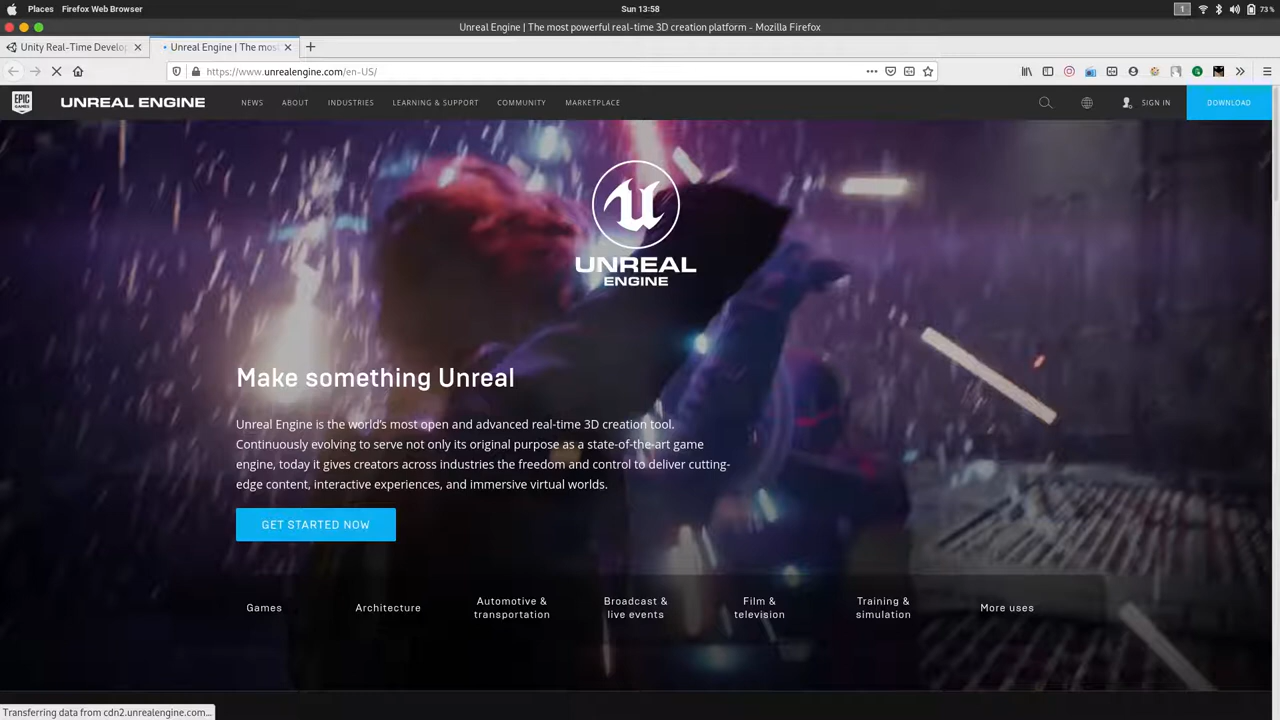 Places Firefox Web Browser Sun 13:58 1 73 %
Unreal Engine | The most powerful real-time 3D creation platform - Mozilla Firefox
Unity Real-Time Develop Unreal Engine | The mos
https://www.unrealengine.com/en-US/
EPIC GAMES UNREAL ENGINE NEWS ABOUT INDUSTRIES LEARNING & SUPPORT COMMUNITY MARKETPLACE SIGN IN DOWNLOAD
UNREAL
ENGINE
Make something Unreal
Unreal Engine is the world’s most open and advanced real-time 3D creation tool.
Continuously evolving to serve not only its original purpose as a state-of-the-art game
engine, today it gives creators across industries the freedom and control to deliver cutting-
edge content, interactive experiences, and immersive virtual worlds.
GET STARTED NOW
Games
Architecture
Automotive &
transportation
Broadcast &
live events
Film &
television
Training &
simulation
More uses
Transferring data from cdn2.unrealengine.com...